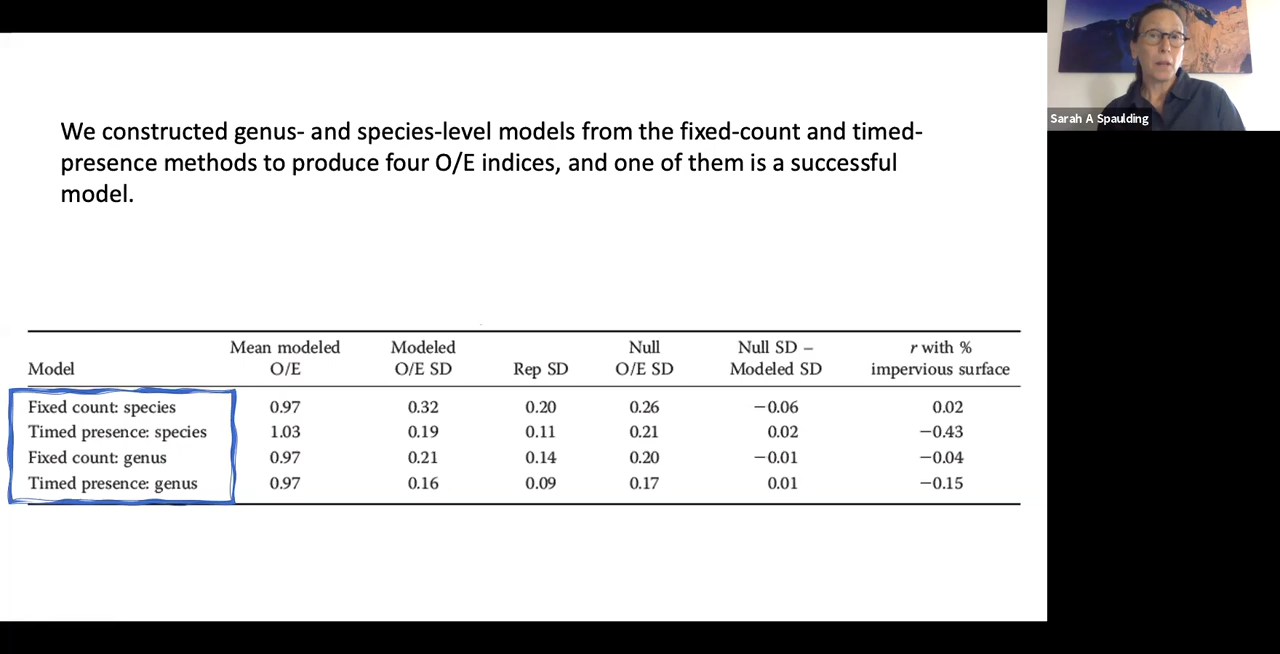 We constructed genus- and species-level models from the fixed-count and timed-
presence methods to produce four O/E indices, and one of them is a successful
model.
Sarah A Spaulding
Mean modeled Modeled Null Null SD − r with %
Model O/E O/E SD Rep SD O/E SD Modeled SD impervious surface
Fixed count: species 0.97 0.32 0.20 0.26 −0.06 0.02
Timed presence: species 1.03 0.19 0.11 0.21 0.02 −0.43
Fixed count: genus 0.97 0.21 0.14 0.20 −0.01 −0.04
Timed presence: genus 0.97 0.16 0.09 0.17 0.01 −0.15